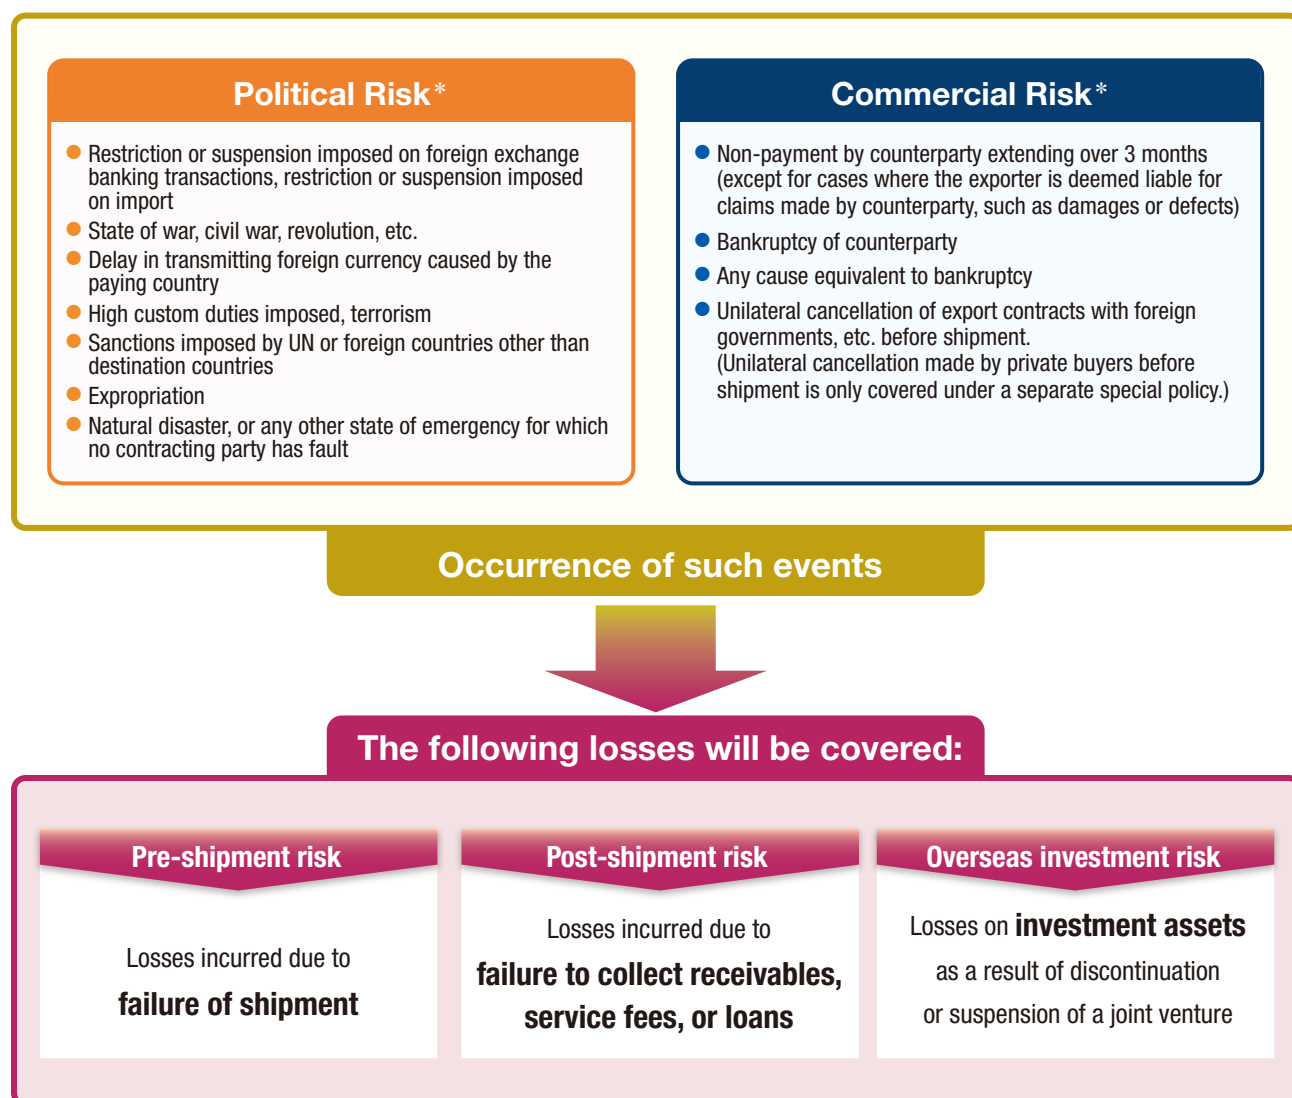 Political Risk*
Restriction or suspension imposed on foreign exchange
banking transactions, restriction or suspension imposed
on import
State of war, civil war, revolution, etc.
Delay in transmitting foreign currency caused by the
paying country
High custom duties imposed, terrorism
Sanctions imposed by UN or foreign countries other than
destination countries
Expropriation
Natural disaster, or any other state of emergency for which
no contracting party has fault
Commercial Risk*
Non-payment by counterparty extending over 3 months
(except for cases where the exporter is deemed liable for
claims made by counterparty, such as damages or defects)
Bankruptcy of counterparty
Any cause equivalent to bankruptcy
Unilateral cancellation of export contracts with foreign
governments, etc. before shipment.
(Unilateral cancellation made by private buyers before
shipment is only covered under a separate special policy.)
Occurrence of such events
The following losses will be covered:
Pre-shipment risk
Losses incurred due to
failure of shipment
Post-shipment risk
Losses incurred due to
failure to collect receivables,
service fees, or loans
Overseas investment risk
Losses on investment assets
as a result of discontinuation
or suspension of a joint venture